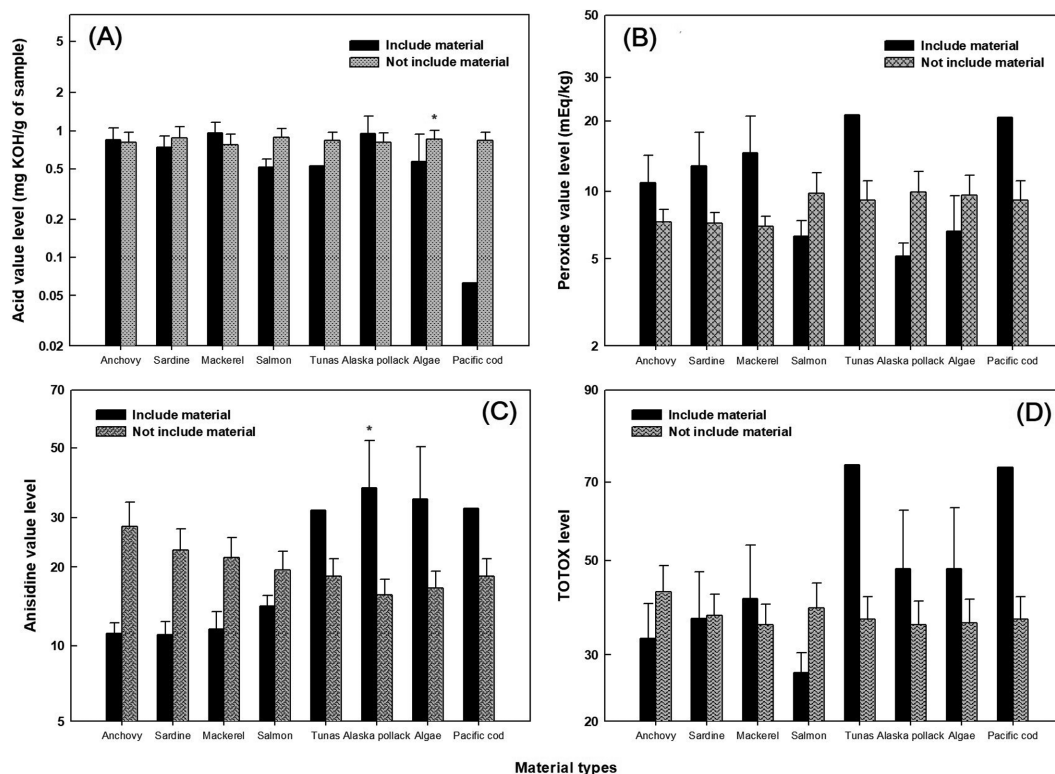 (A)
Include material
Not include material
*
5
2
1
0.5
0.2
0.1
0.05
0.02
Acid value level (mg KOH/g of sample)
Anchovy Sardine Mackerel Salmon Tunas Alaska pollack Algae Pacific cod
(B)
Include material
Not include material
50
30
20
10
5
2
Peroxide value level (mEq/kg)
Anchovy Sardine Mackerel Salmon Tunas Alaska pollack Algae Pacific cod
(C)
Include material
Not include material
*
70
50
30
20
10
5
Anisidine value level
Anchovy Sardine Mackerel Salmon Tunas Alaska pollack Algae Pacific cod
(D)
Include material
Not include material
90
70
50
30
20
TOTOX level
Anchovy Sardine Mackerel Salmon Tunas Alaska pollack Algae Pacific cod
Material types